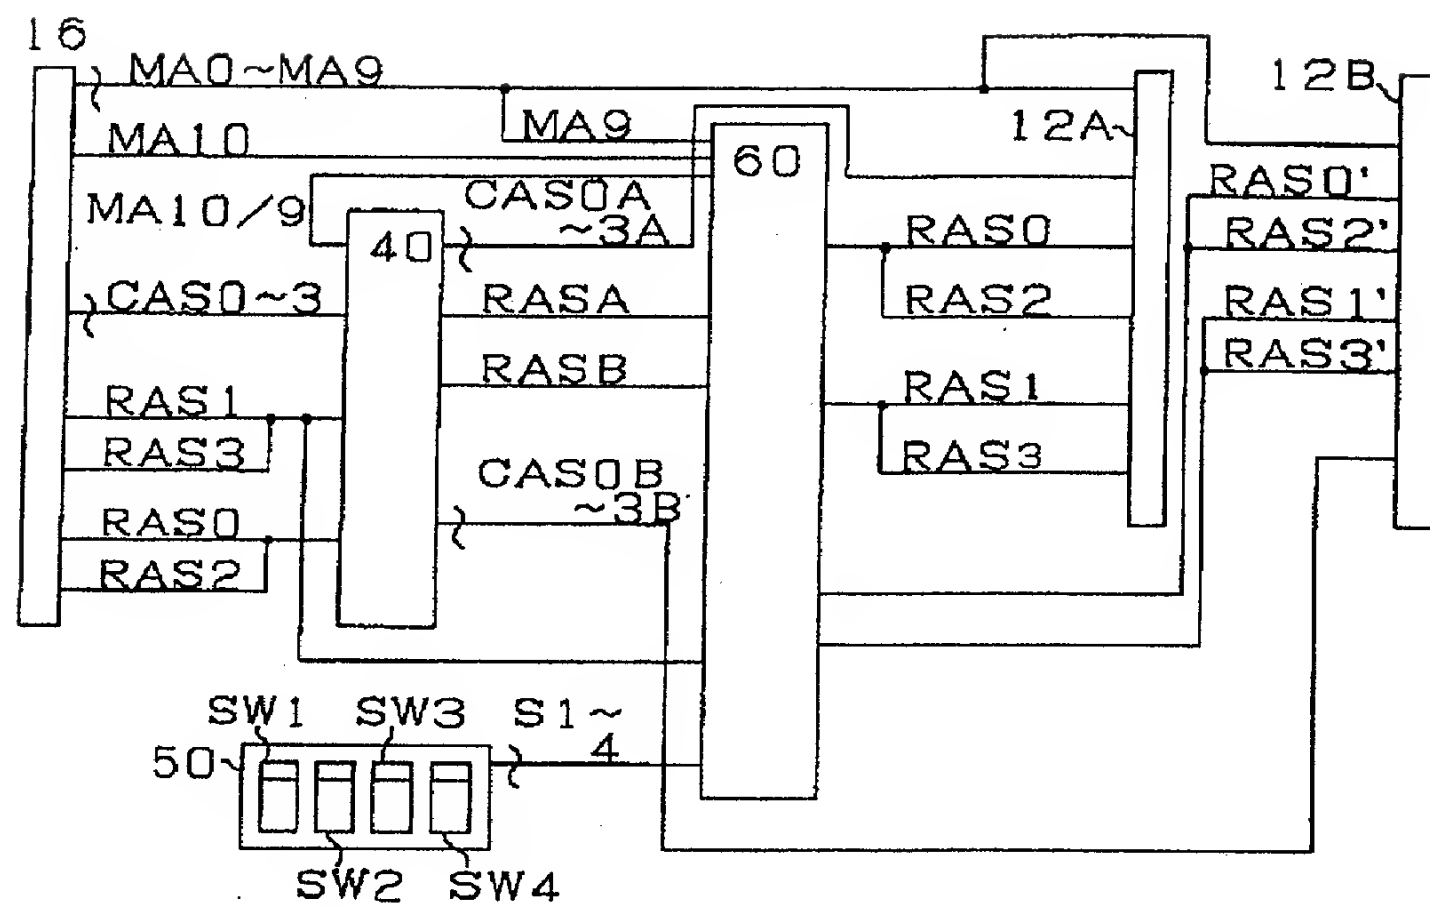 16
MA0~MA9
12B
MA9
12A
MA10
60
CAS0A
RAS0'
MA10/9
~3A
RAS0
RAS2'
40
CAS0~3
RASA
RAS2
RAS1'
RASB
RAS3'
RAS1
RAS1
RAS3
RAS3
CAS0B
~3B
RAS0
RAS2
SW1
SW3
S1~
4
50
SW2
SW4